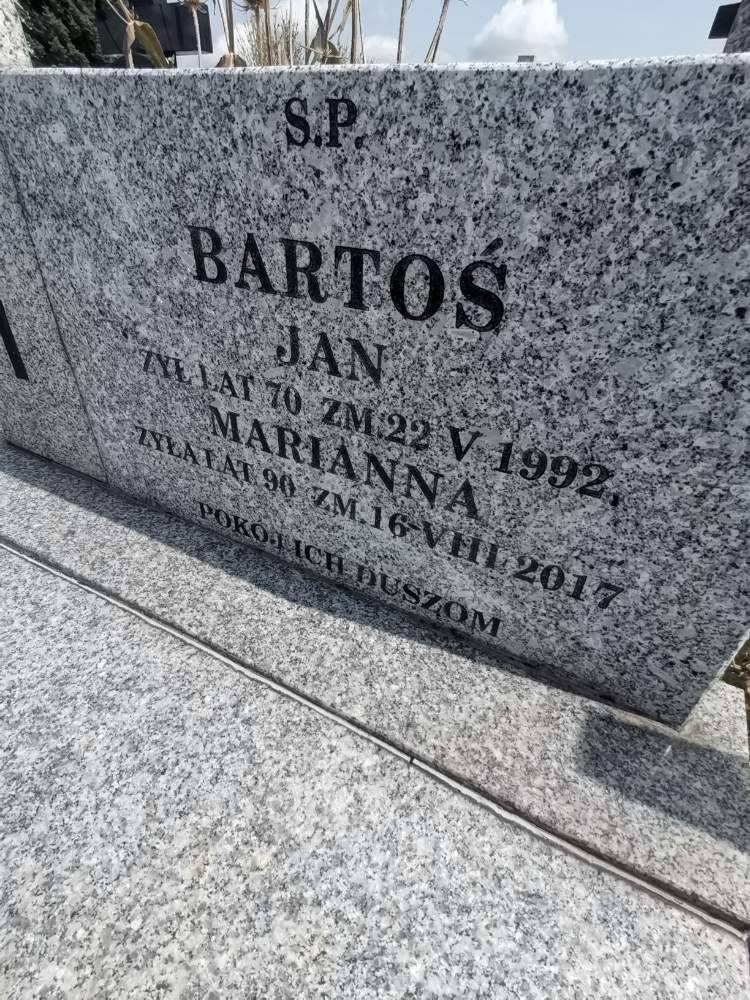 S.P.
BARTOŚ
JAN
ŻYŁ LAT 70 ZM.22 V 1992.
MARIANNA
ŻYŁA LAT 90 ZM.16-VIII 2017
POKÓJ ICH DUSZOM